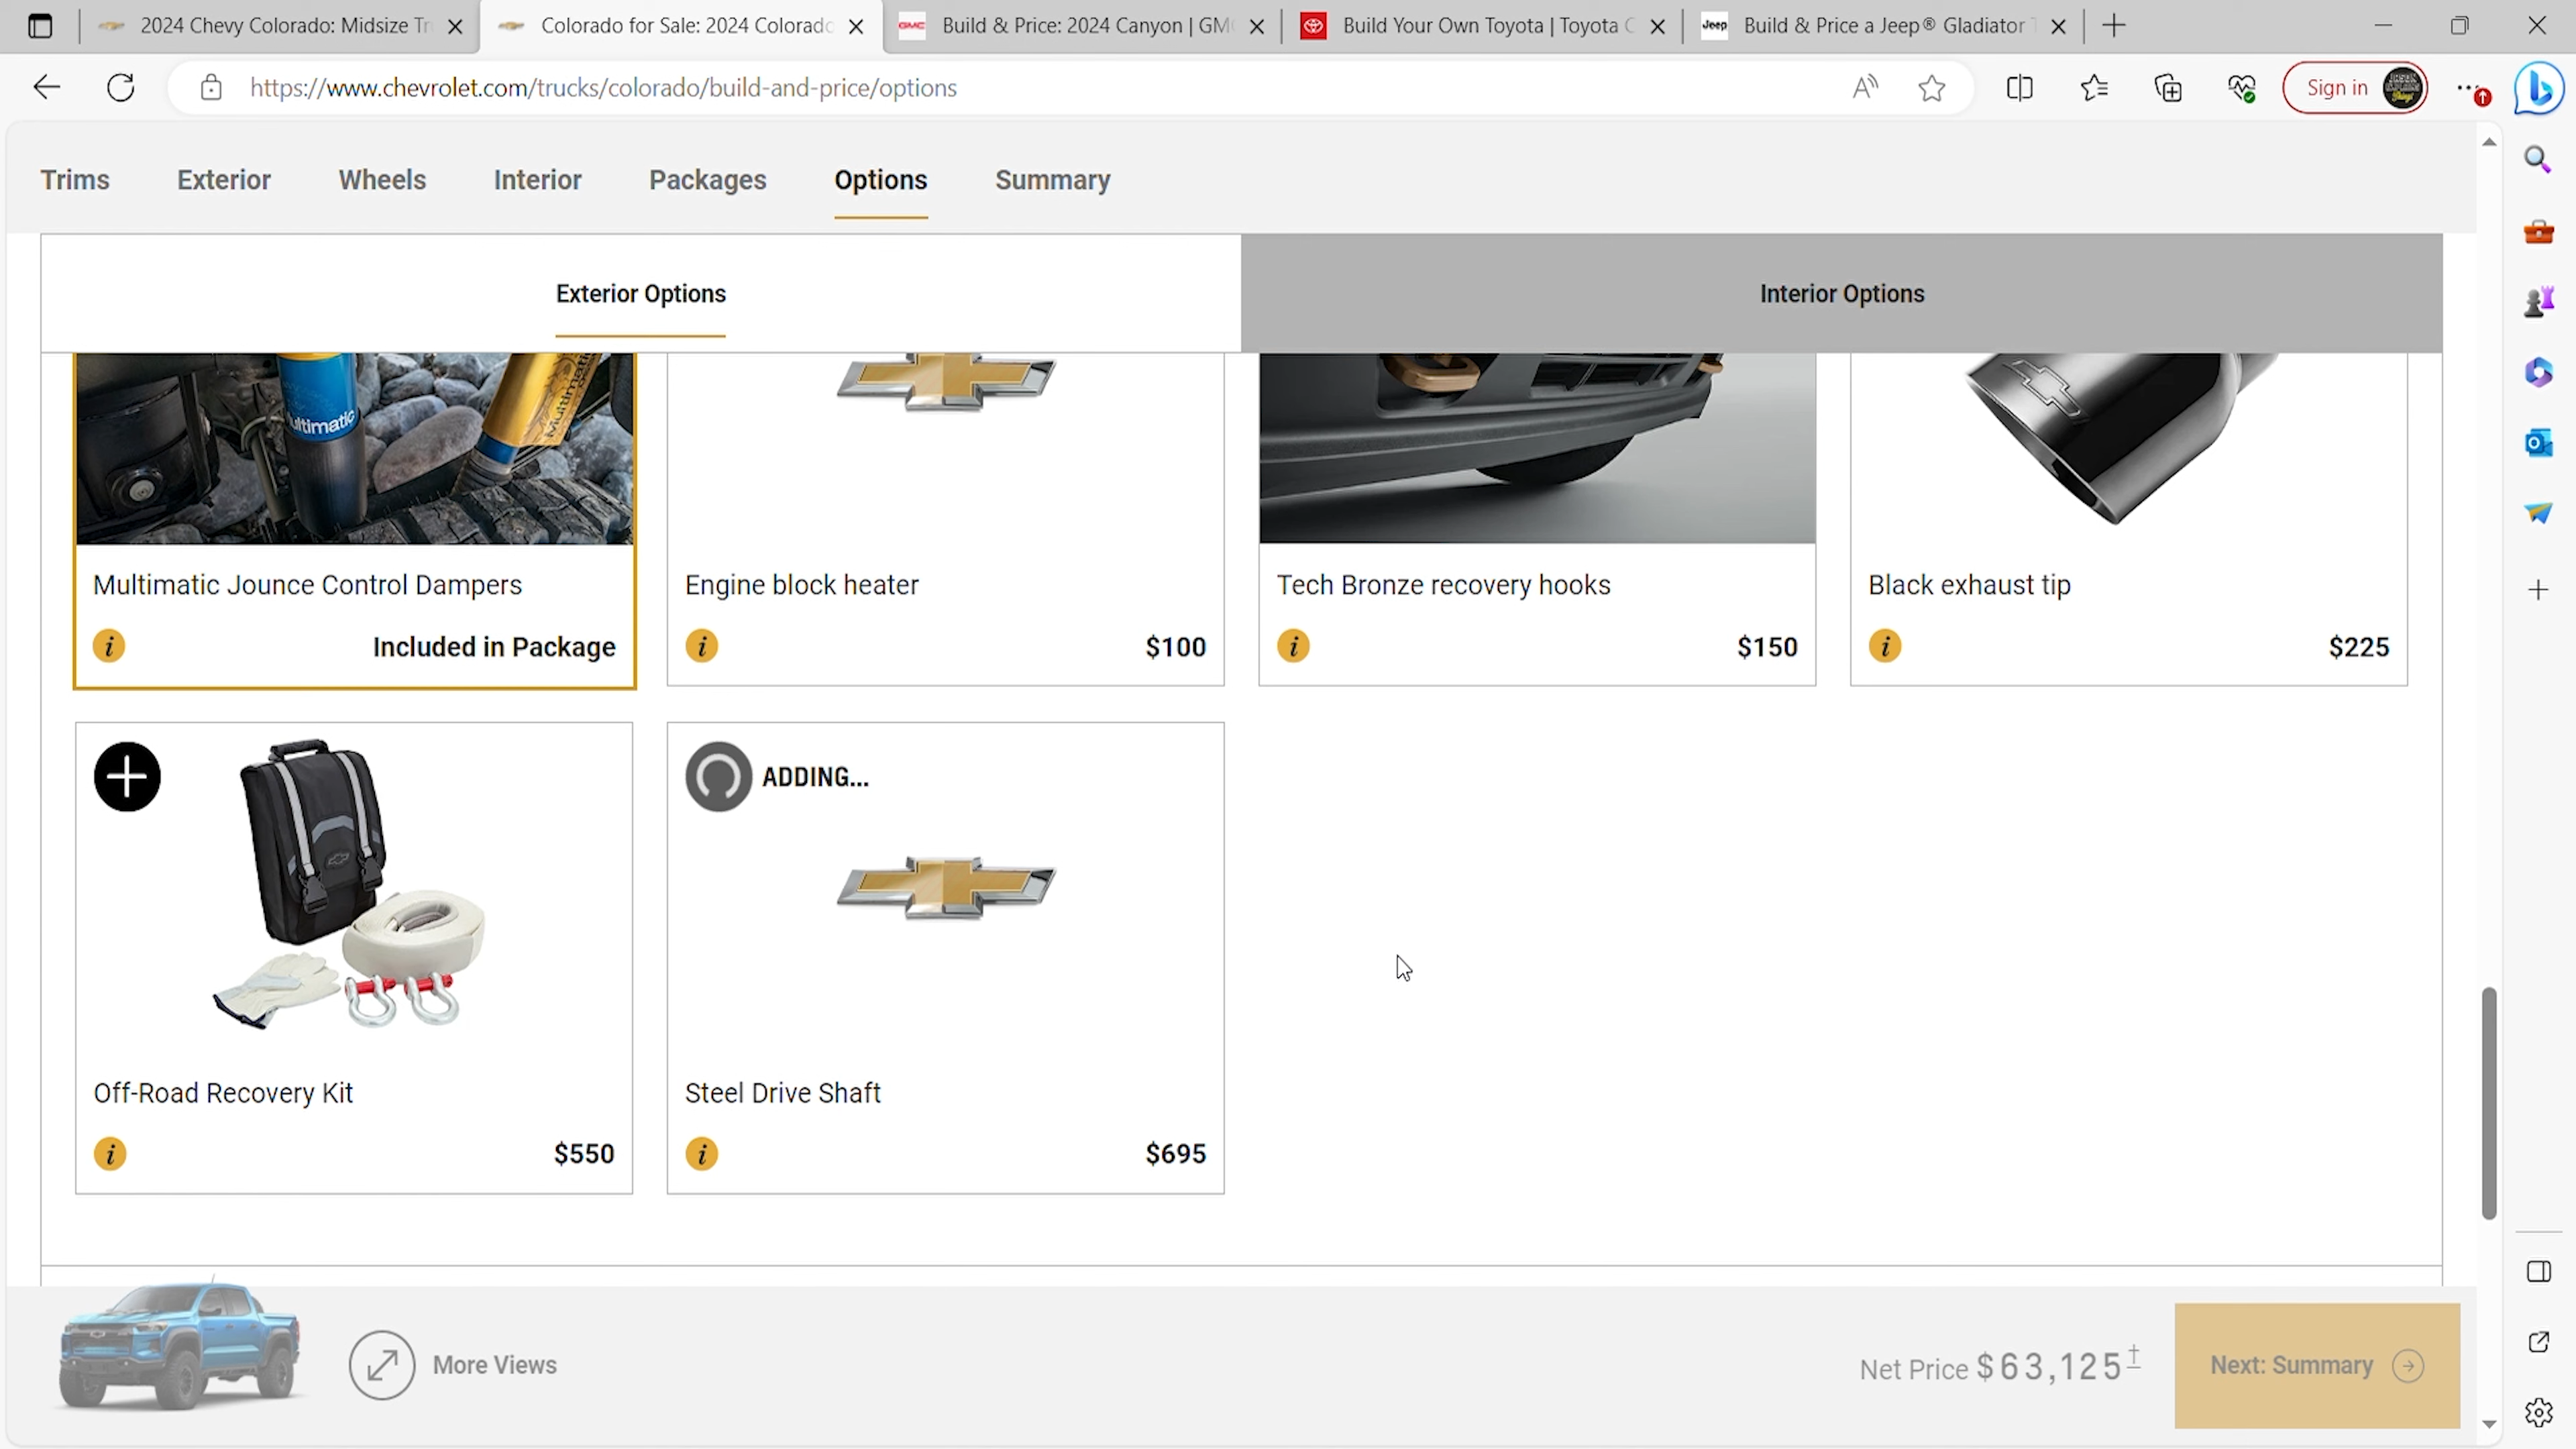 2024 Chevy Colorado: Midsize Tr
Colorado for Sale: 2024 Colorado
GMC
Build & Price: 2024 Canyon | GM
Build Your Own Toyota | Toyota
Jeep
Build & Price a Jeep® Gladiator
https://www.chevrolet.com/trucks/colorado/build-and-price/options
Sign in
Trims
Exterior
Wheels
Interior
Packages
Options
Summary
Exterior Options
Interior Options
ultimatic
Multimatic
Multimatic Jounce Control Dampers
i
Included in Package
Engine block heater
i
$100
Tech Bronze recovery hooks
i
$150
Black exhaust tip
i
$225
Off-Road Recovery Kit
i
$550
ADDING...
Steel Drive Shaft
i
$695
More Views
Net Price $63,125†
Next: Summary